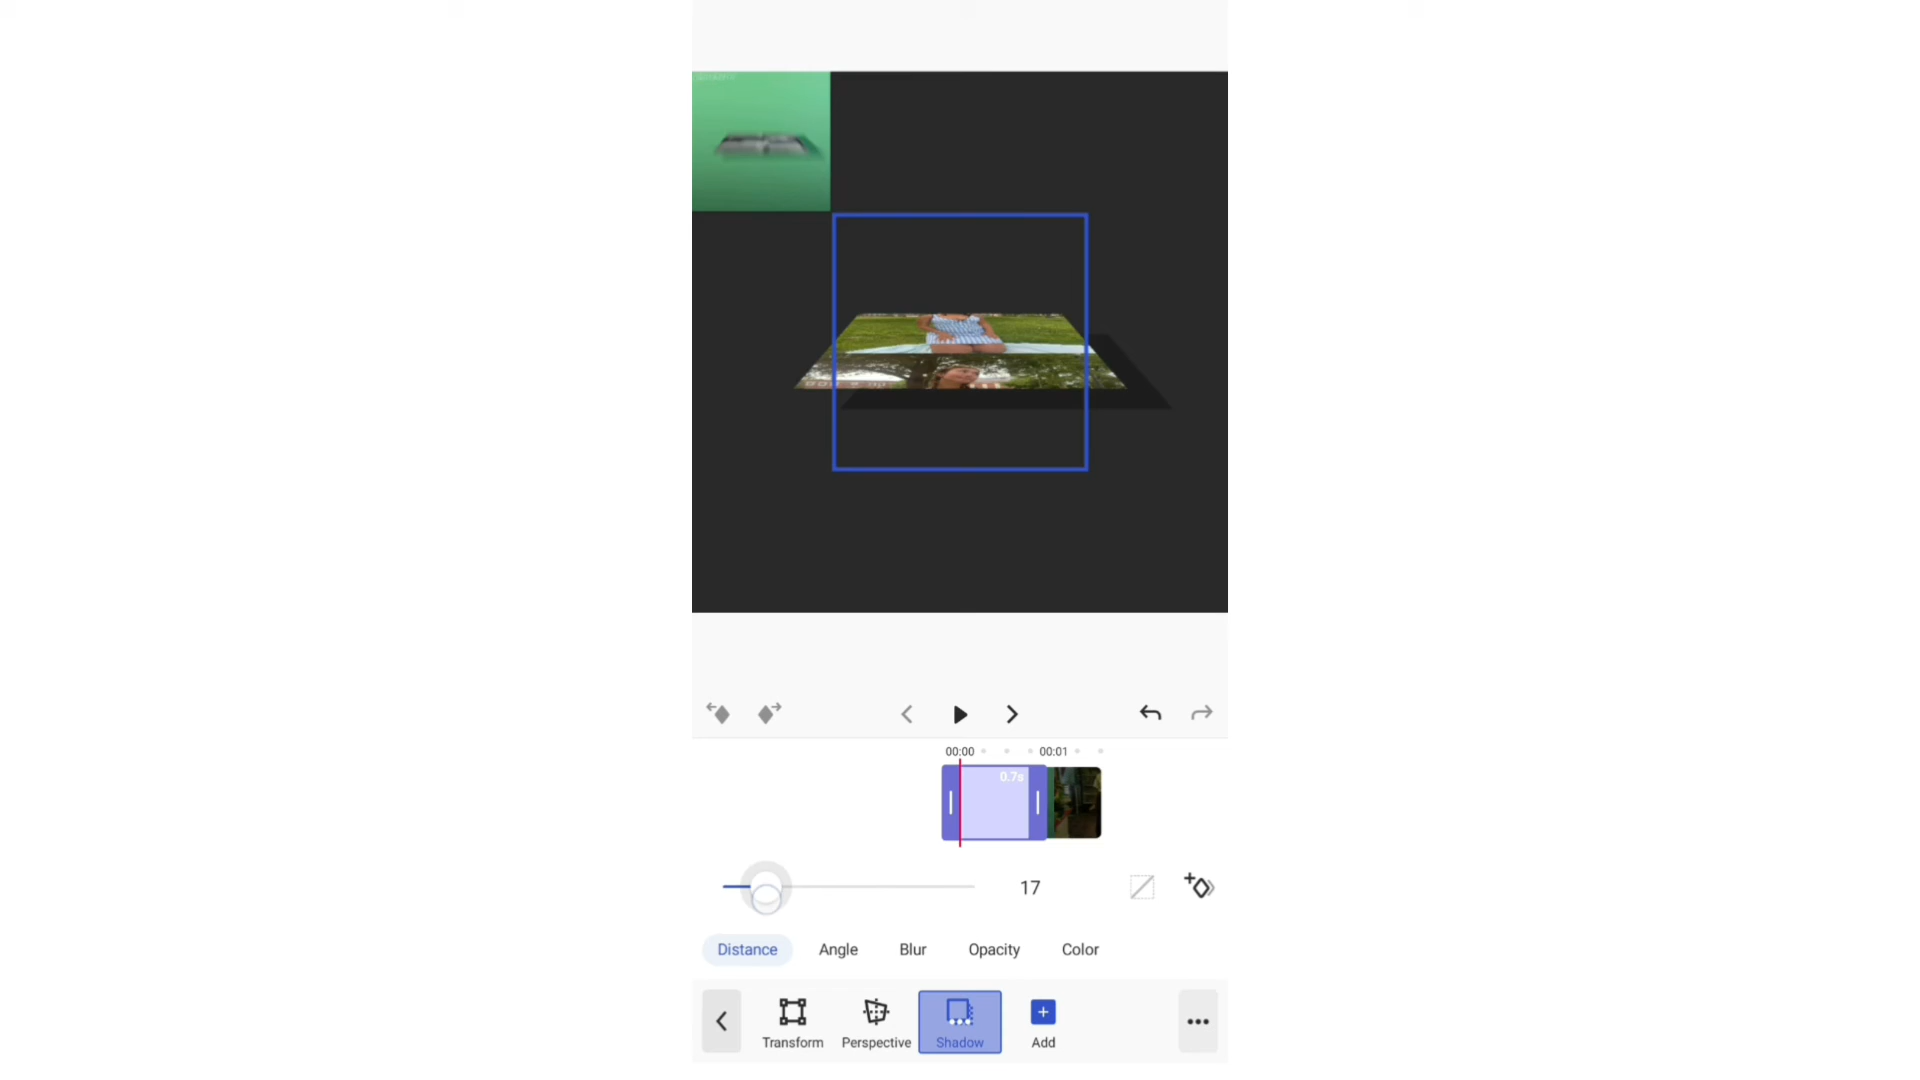 00:00
00:01
0.7s
17
Distance
Angle
Blur
Opacity
Color
Transform
Perspective
Shadow
Add